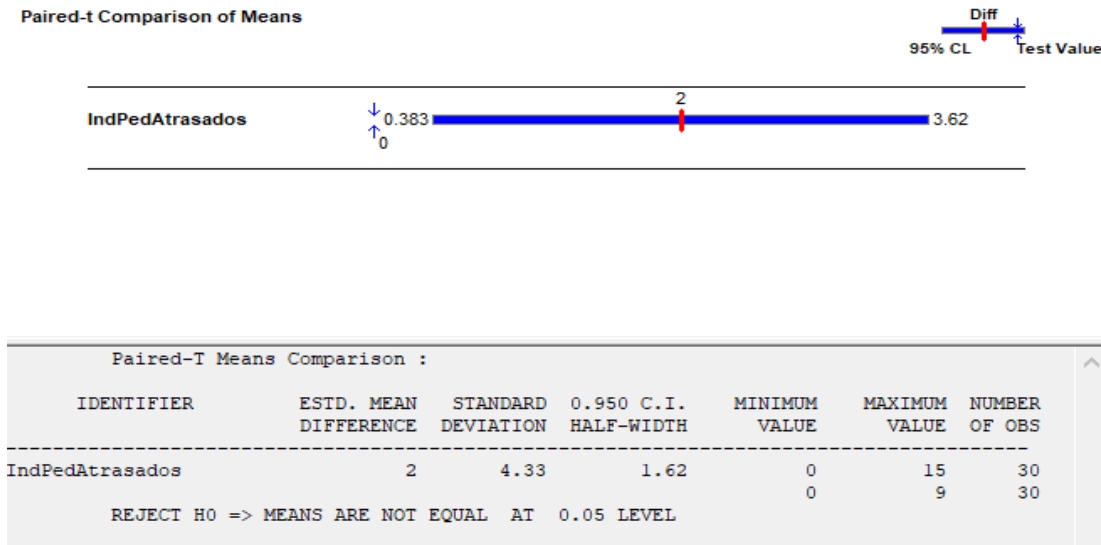 Paired-t Comparison of Means
Diff
95% CL Test Value
2
IndPedAtrasados 0.383 3.62
0
Paired-T Means Comparison :
IDENTIFIER ESTD. MEAN STANDARD 0.950 C.I. MINIMUM MAXIMUM NUMBER
DIFFERENCE DEVIATION HALF-WIDTH VALUE VALUE OF OBS
IndPedAtrasados 2 4.33 1.62 0 15 30
0 9 30
REJECT H0 => MEANS ARE NOT EQUAL AT 0.05 LEVEL